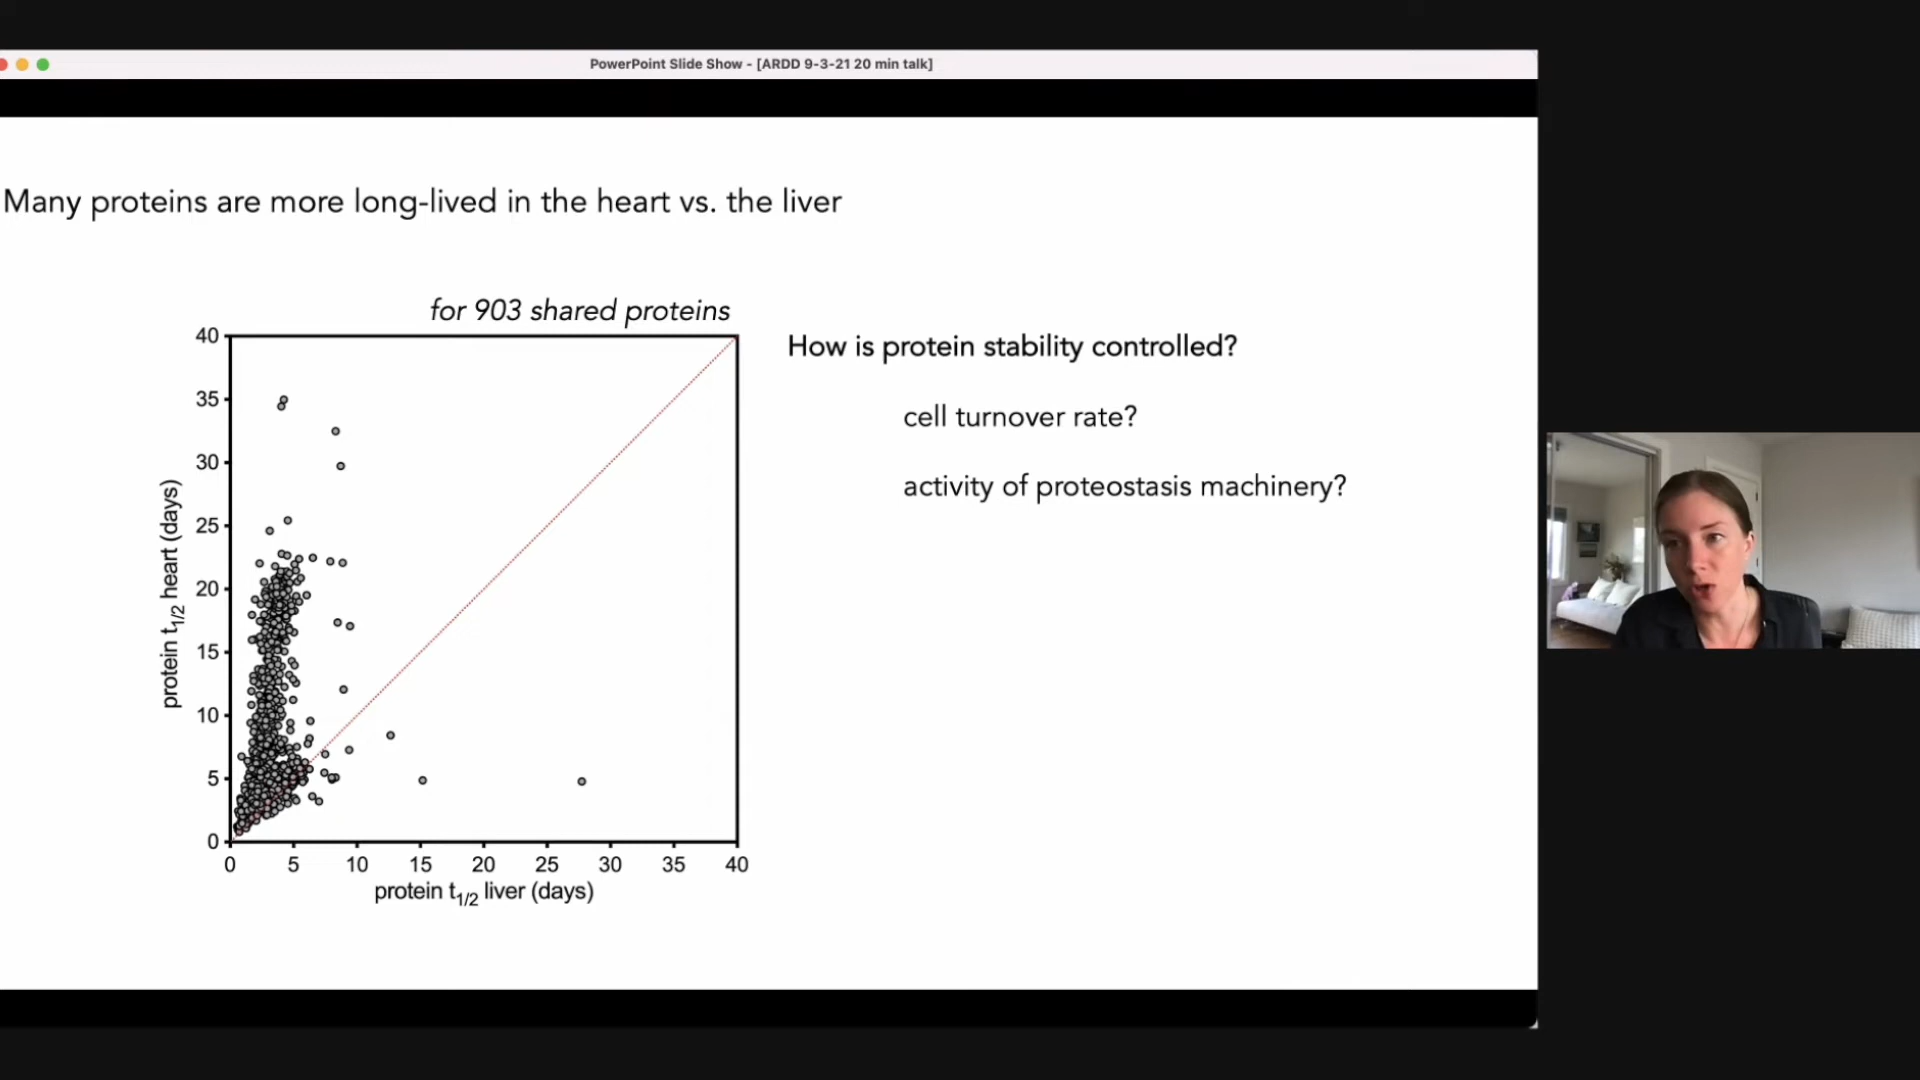 PowerPoint Slide Show - [ARDD 9-3-21 20 min talk]
Many proteins are more long-lived in the heart vs. the liver
for 903 shared proteins
How is protein stability controlled?
cell turnover rate?
activity of proteostasis machinery?
protein t1/2 heart (days)
40
35
30
25
20
15
10
5
0
0 5 10 15 20 25 30 35 40
protein t1/2 liver (days)